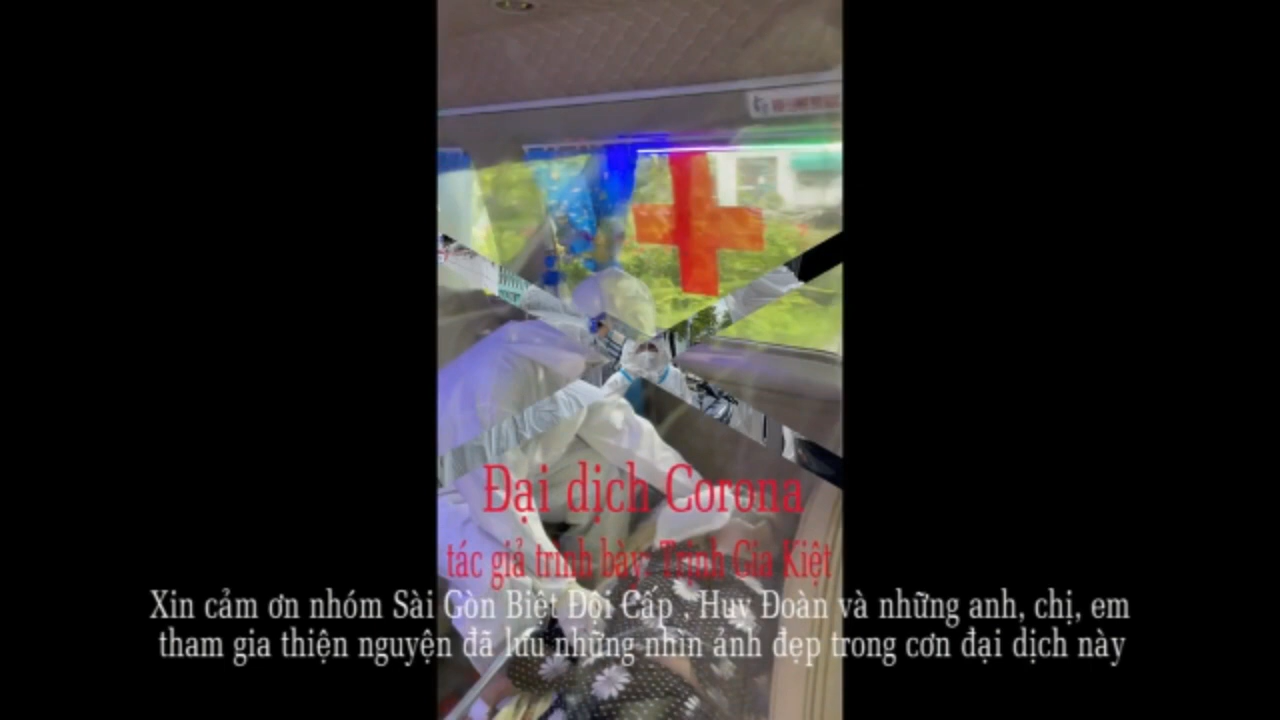 Đại dịch Corona
tác giả trình bày: Trịnh Gia Kiệt
Xin cảm ơn nhóm Sài Gòn Biệt Đội Cấp , Huy Đoàn và những anh, chị, em
tham gia thiện nguyện đã lưu những nhìn ảnh đẹp trong cơn đại dịch này